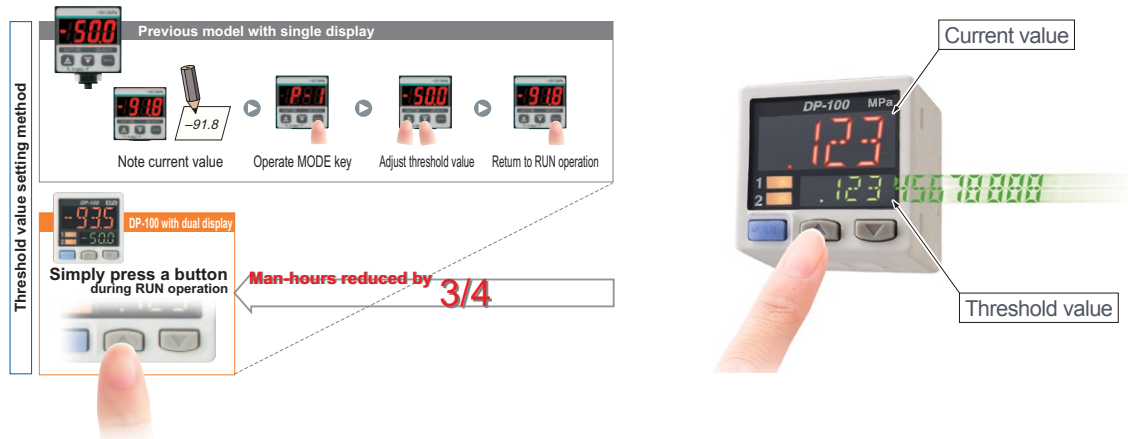 Threshold value setting method
-50.0
Previous model with single display
-91.8
–91.8
-50.0
-91.8
Note current value
Operate MODE key
Adjust threshold value
Return to RUN operation
DP-100
-93.5
-50.0
DP-100 with dual display
Simply press a button
during RUN operation
Man-hours reduced by 3/4
Current value
DP-100 MPa
.123
1
2
.123
MODE
Threshold value